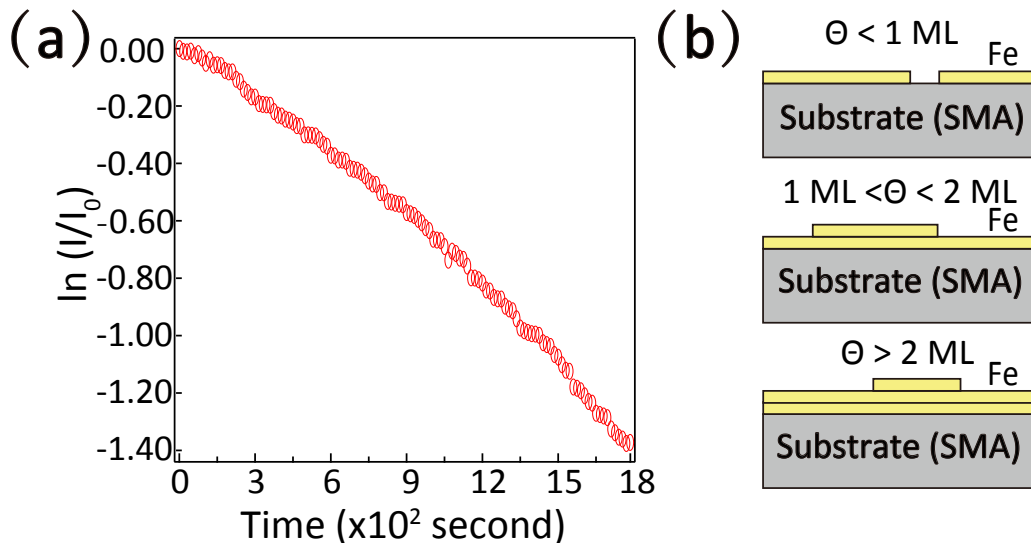 (a)
0.00
-0.20
-0.40
-0.60
-0.80
-1.00
-1.20
-1.40
ln (I/I₀)
0 3 6 9 12 15 18
Time (x10² second)
(b)
Θ < 1 ML
Fe
Substrate (SMA)
1 ML <Θ < 2 ML
Fe
Substrate (SMA)
Θ > 2 ML
Fe
Substrate (SMA)